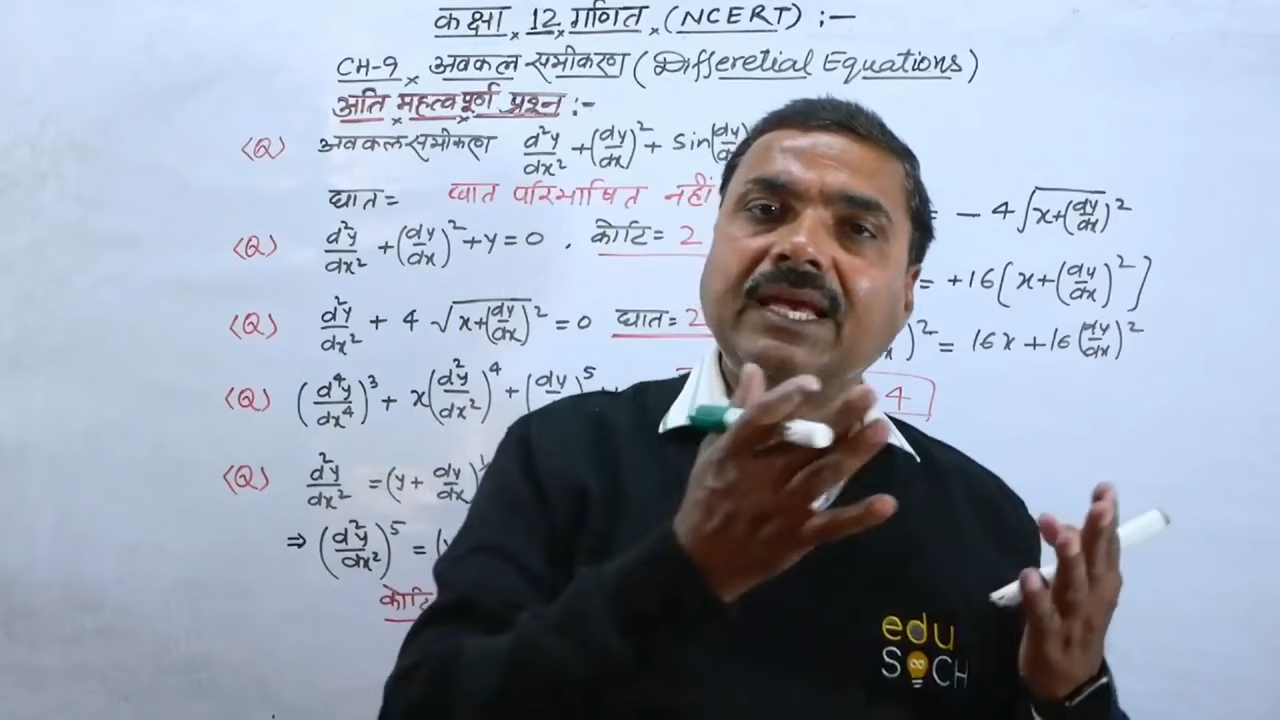 कक्षा 12 गणित (NCERT) :-
CH-9 अवकल समीकरण (Differetial Equations)
अति महत्वपूर्ण प्रश्न :-
<Q> अवकल समीकरण d²y/dx² + (dy/dx)² + Sin(dy/dx)
घात = घात परिभाषित नहीं
= - 4√(x+(dy/dx)²)
<Q> d²y/dx² + (dy/dx)² + y = 0 , कोटि = 2
= +16[x+(dy/dx)²]
<Q> d²y/dx² + 4 √(x+(dy/dx)²) = 0 घात = 2
)² = 16x + 16(dy/dx)²
<Q> (d⁴y/dx⁴)³ + x(d²y/dx²)⁴ + (dy/)⁵
4
<Q> d²y/dx² = (y + dy/dx)
⇒ (d²y/dx²)⁵ = (
कोटि
edu
SOCH